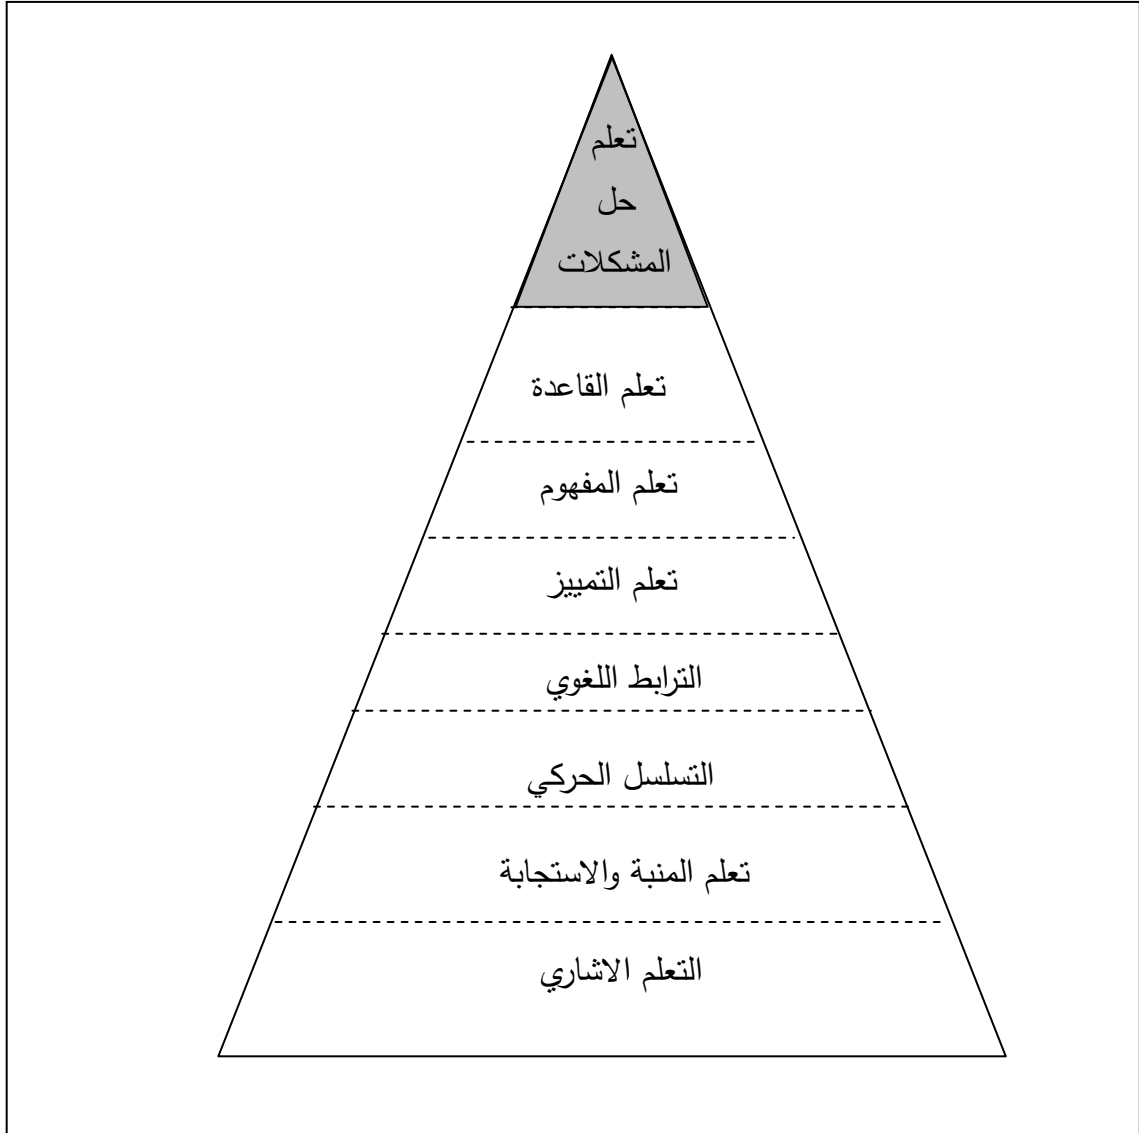 تعلم
حل
المشكلات
تعلم القاعدة
تعلم المفهوم
تعلم التمييز
الترابط اللغوي
التسلسل الحركي
تعلم المنبة والاستجابة
التعلم الاشاري